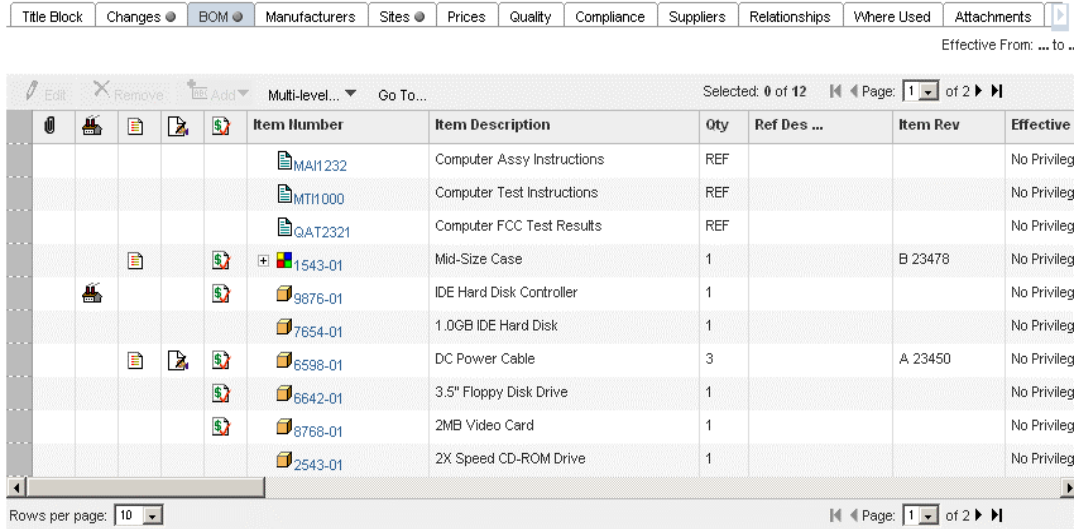 Title Block Changes BOM Manufacturers Sites Prices Quality Compliance Suppliers Relationships Where Used Attachments
Effective From: ... to ..
Edit Remove Add Multi-level... Go To... Selected: 0 of 12 Page: 1 of 2
Item Number Item Description Qty Ref Des ... Item Rev Effective
MAI1232 Computer Assy Instructions REF No Privileg
MTI1000 Computer Test Instructions REF No Privileg
QAT2321 Computer FCC Test Results REF No Privileg
1543-01 Mid-Size Case 1 B 23478 No Privileg
9876-01 IDE Hard Disk Controller 1 No Privileg
7654-01 1.0GB IDE Hard Disk 1 No Privileg
6598-01 DC Power Cable 3 A 23450 No Privileg
6642-01 3.5" Floppy Disk Drive 1 No Privileg
8768-01 2MB Video Card 1 No Privileg
2543-01 2X Speed CD-ROM Drive 1 No Privileg
Rows per page: 10 Page: 1 of 2